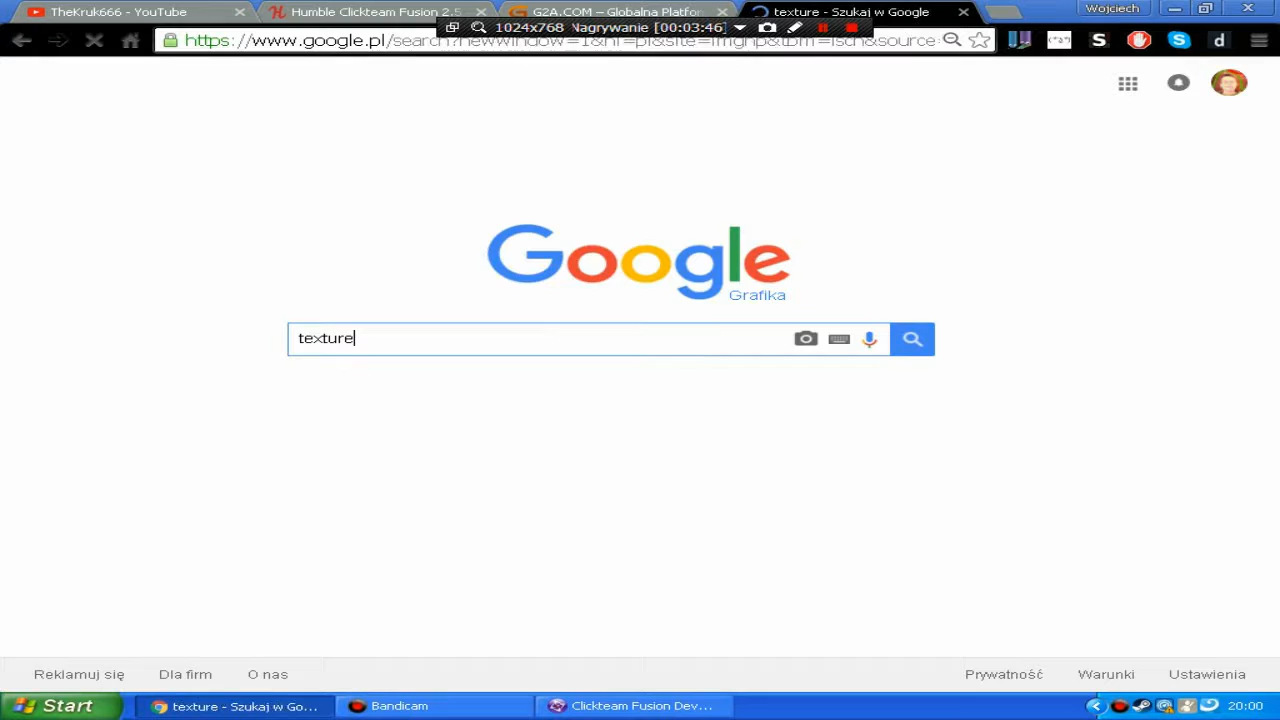 TheKruk666 - YouTube
Humble Clickteam Fusion 2.5
G2A.COM – Globalna Platfor
texture - Szukaj w Google
Wojciech
1024x768 Nagrywanie [00:03:46]
https://www.google.pl/search?newwindow=1&hl=pl&site=imghp&tbm=isch&source
Google
Grafika
texture
Reklamuj się
Dla firm
O nas
Prywatność
Warunki
Ustawienia
Start
texture - Szukaj w Go...
Bandicam
Clickteam Fusion Dev...
20:00